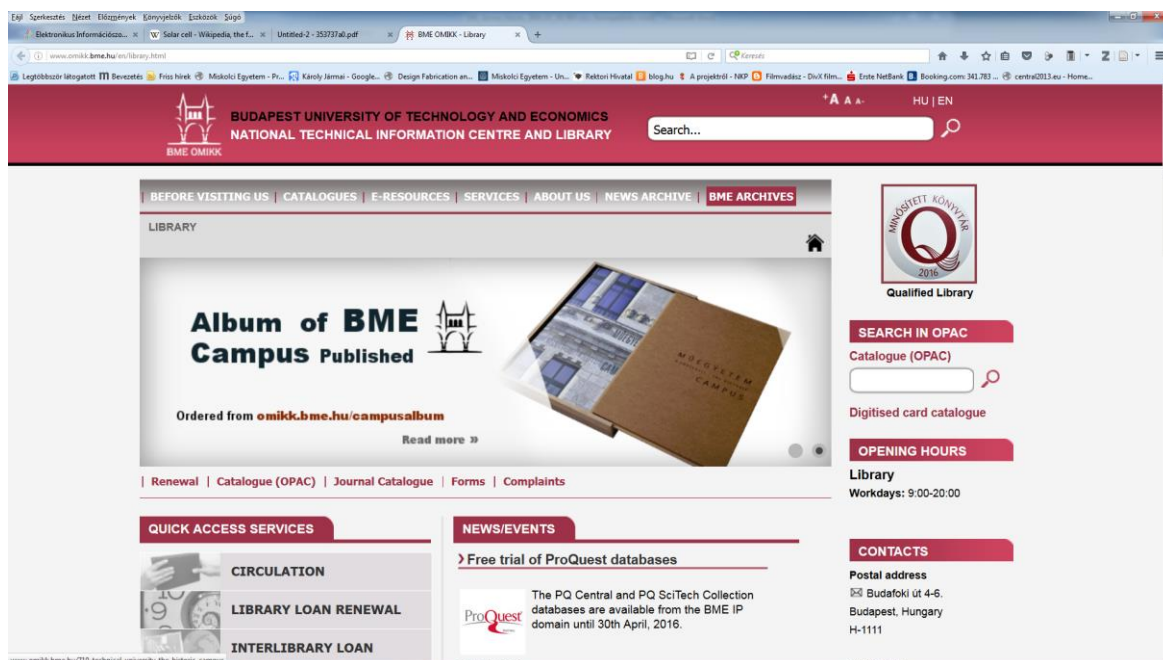 Fájl Szerkesztés Nézet Előzmények Könyvjelzők Eszközök Súgó
Elektronikus Információszo... × Solar cell - Wikipedia, the f... × Untitled-2 - 353737a0.pdf × BME OMIKK - Library × +
www.omikk.bme.hu/en/library.html Keresés
Legtöbbször látogatott Bevezetés Friss hírek Miskolci Egyetem - Pr... Károly Jármai - Google... Design Fabrication an... Miskolci Egyetem - Un... Rektori Hivatal blog.hu A projektről - NKP Filmvadász - DivX film... Erste NetBank Booking.com: 341.783 ... central2013.eu - Home...
+A A A- HU | EN
BUDAPEST UNIVERSITY OF TECHNOLOGY AND ECONOMICS
NATIONAL TECHNICAL INFORMATION CENTRE AND LIBRARY
Search...
BME OMIKK
| BEFORE VISITING US | CATALOGUES | E-RESOURCES | SERVICES | ABOUT US | NEWS ARCHIVE | BME ARCHIVES
LIBRARY
Album of BME
Campus Published
Ordered from omikk.bme.hu/campusalbum
Read more »
MŰEGYETEM
CAMPUS
| Renewal | Catalogue (OPAC) | Journal Catalogue | Forms | Complaints
QUICK ACCESS SERVICES
CIRCULATION
LIBRARY LOAN RENEWAL
INTERLIBRARY LOAN
NEWS/EVENTS
Free trial of ProQuest databases
ProQuest
The PQ Central and PQ SciTech Collection
databases are available from the BME IP
domain until 30th April, 2016.
MINŐSÍTETT KÖNYVTÁR
2016
Qualified Library
SEARCH IN OPAC
Catalogue (OPAC)
Digitised card catalogue
OPENING HOURS
Library
Workdays: 9:00-20:00
CONTACTS
Postal address
Budafoki út 4-6.
Budapest, Hungary
H-1111